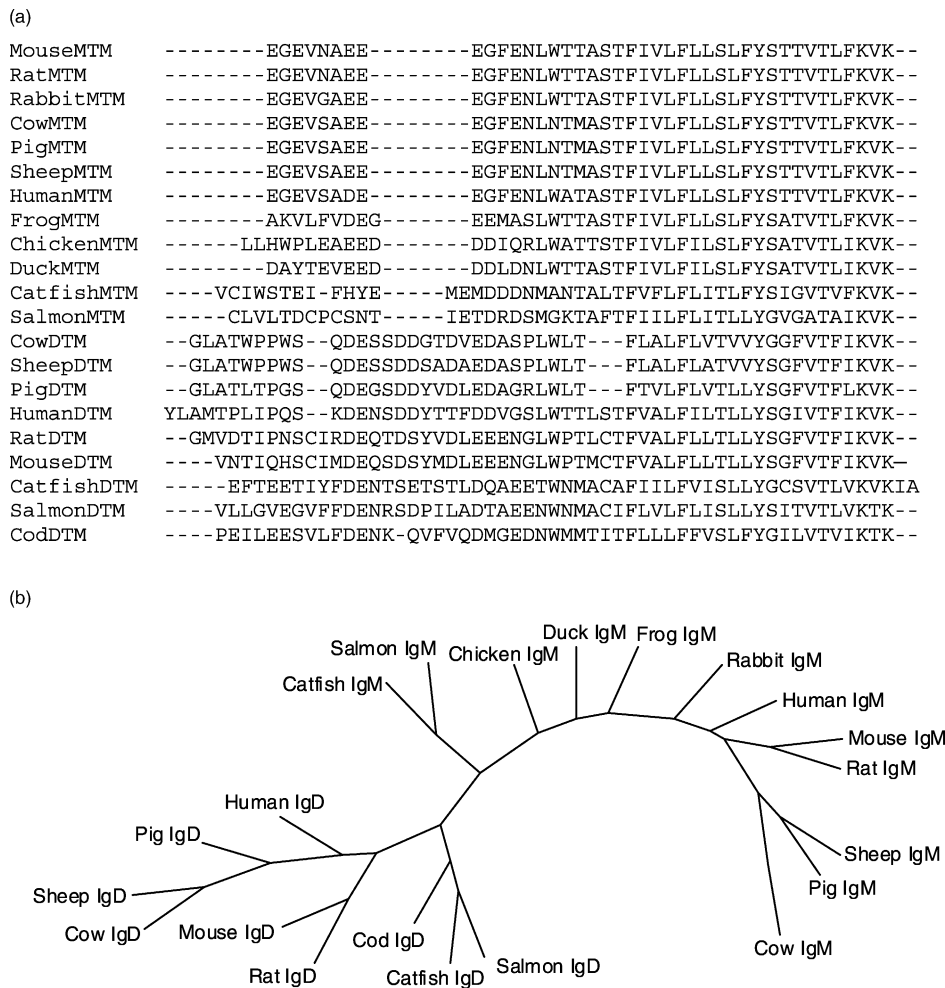 (a)
MouseMTM --------EGEVNAEE--------EGFENLWTTASTFIVLFLLSLFYSTTVTLFKVK--
RatMTM --------EGEVNAEE--------EGFENLWTTASTFIVLFLLSLFYSTTVTLFKVK--
RabbitMTM --------EGEVGAEE--------EGFENLWTTASTFIVLFLLSLFYSTTVTLFKVK--
CowMTM --------EGEVSAEE--------EGFENLNTMASTFIVLFLLSLFYSTTVTLFKVK--
PigMTM --------EGEVSAEE--------EGFENLNTMASTFIVLFLLSLFYSTTVTLFKVK--
SheepMTM --------EGEVSAEE--------EGFENLNTMASTFIVLFLLSLFYSTTVTLFKVK--
HumanMTM --------EGEVSADE--------EGFENLWATASTFIVLFLLSLFYSTTVTLFKVK--
FrogMTM --------AKVLFVDEG-------EEMASLWTTASTFIVLFLLSLFYSATVTLFKVK--
ChickenMTM ------LLHWPLEAEED-------DDIQRLWATTSTFIVLFILSLFYSATVTLIKVK--
DuckMTM --------DAYTEVEED-------DDLDNLWTTASTFIVLFILSLFYSATVTLIKVK--
CatfishMTM ----VCIWSTEI-FHYE-----MEMDDDNMANTALTFVFLFLITLFYSIGVTVFKVK--
SalmonMTM -----CLVLTDCPCSNT-----IETDRDSMGKTAFTFIILFLITLLYGVGATAIKVK--
CowDTM --GLATWPPWS--QDESSDDGTDVEDASPLWLT---FLALFLVTVVYGGFVTFIKVK--
SheepDTM --GLATWPPWS--QDESSDDSADAEDASPLWLT---FLALFLATVVYSGFVTFIKVK--
PigDTM --GLATLTPGS--QDEGSDDYVDLEDAGRLWLT---FTVLFLVTLLYSGFVTFLKVK--
HumanDTM YLAMTPLIPQS--KDENSDDYTTFDDVGSLWTTLSTFVALFILTLLYSGIVTFIKVK--
RatDTM --GMVDTIPNSCIRDEQTDSYVDLEEENGLWPTLCTFVALFLLTLLYSGFVTFIKVK--
MouseDTM ----VNTIQHSCIMDEQSDSYMDLEEENGLWPTMCTFVALFLLTLLYSGFVTFIKVK—
CatfishDTM -----EFTEETIYFDENTSETSTLDQAEETWNMACAFIILFVISLLYGCSVTLVKVKIA
SalmonDTM ----VLLGVEGVFFDENRSDPILADTAEENWNMACIFLVLFLISLLYSITVTLVKTK--
CodDTM ----PEILEESVLFDENK-QVFVQDMGEDNWMMTITFLLLFFVSLFYGILVTVIKTK--
(b)
Duck IgM
Frog IgM
Salmon IgM
Chicken IgM
Rabbit IgM
Catfish IgM
Human IgM
Mouse IgM
Rat IgM
Human IgD
Pig IgD
Sheep IgM
Pig IgM
Sheep IgD
Mouse IgD
Cow IgD
Cod IgD
Cow IgM
Salmon IgD
Rat IgD
Catfish IgD